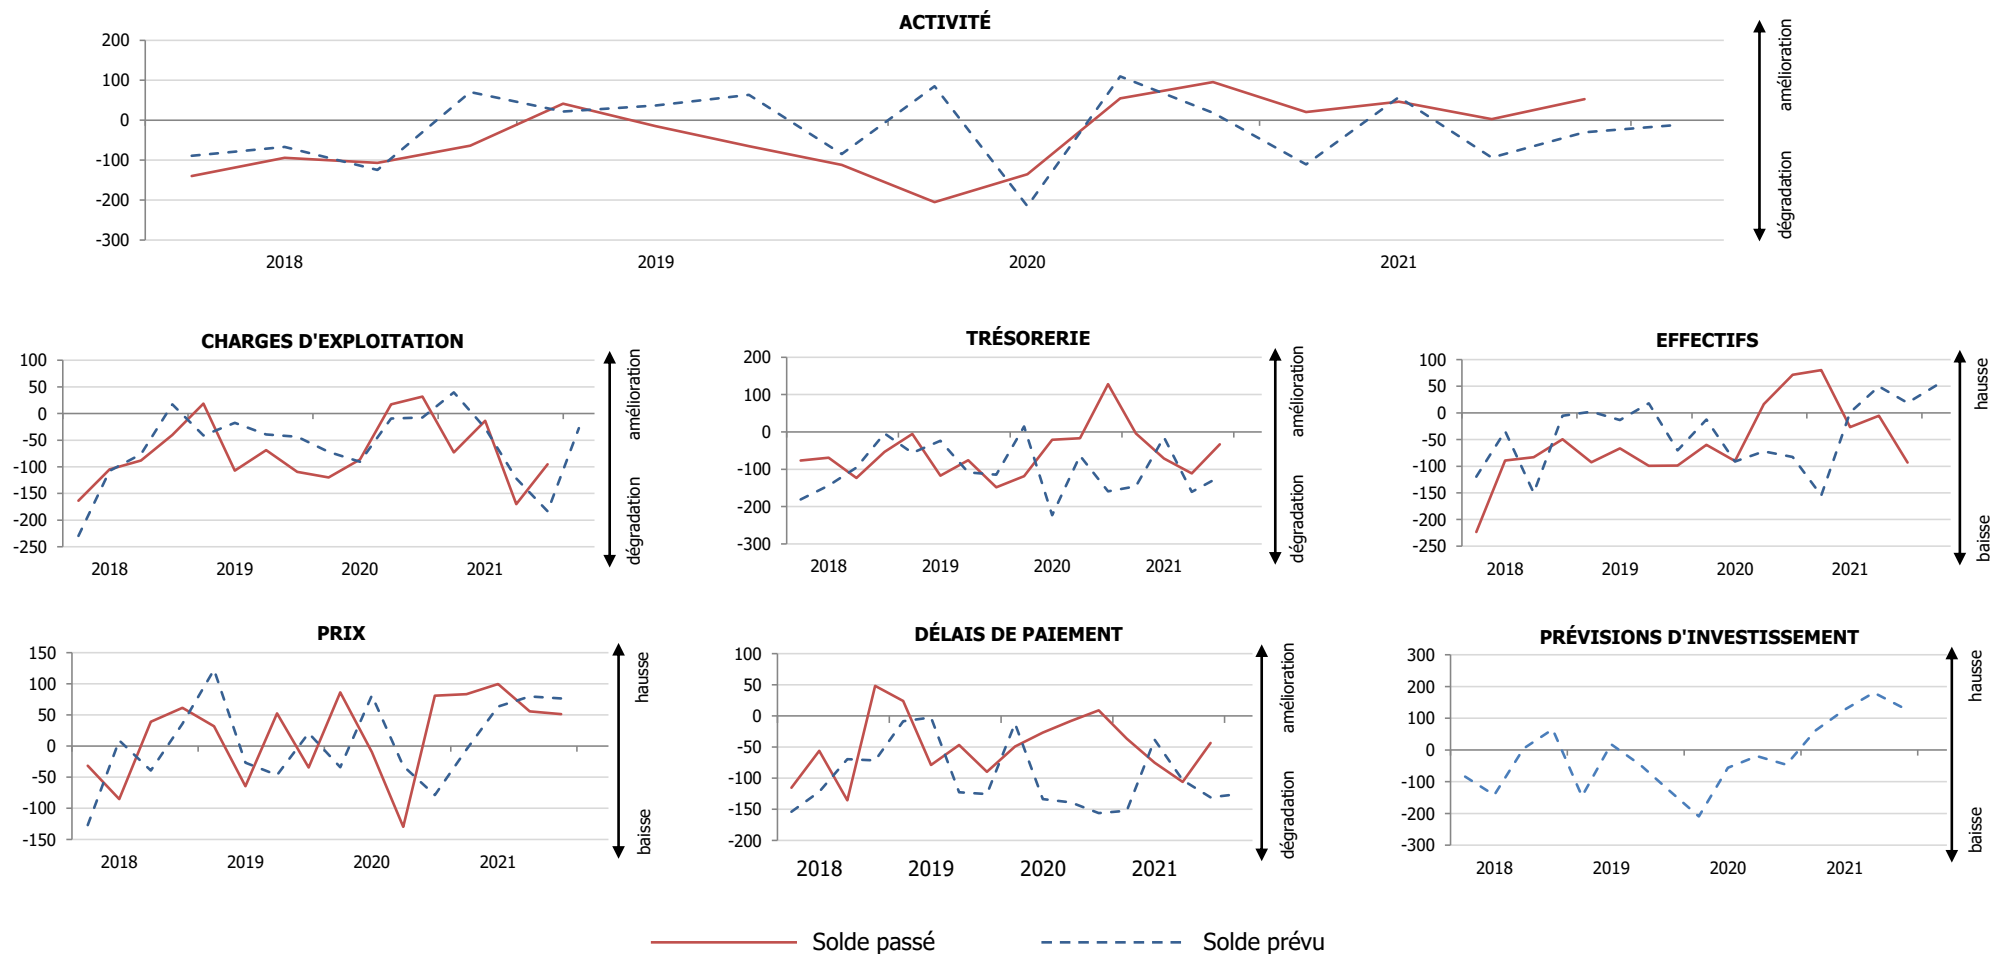 ACTIVITÉ
200
100
0
-100
-200
-300
2018 2019 2020 2021
amélioration
dégradation
CHARGES D'EXPLOITATION
100
50
0
-50
-100
-150
-200
-250
2018 2019 2020 2021
amélioration
dégradation
TRÉSORERIE
200
100
0
-100
-200
-300
2018 2019 2020 2021
amélioration
dégradation
EFFECTIFS
100
50
0
-50
-100
-150
-200
-250
2018 2019 2020 2021
hausse
baisse
PRIX
150
100
50
0
-50
-100
-150
2018 2019 2020 2021
hausse
baisse
DÉLAIS DE PAIEMENT
100
50
0
-50
-100
-150
-200
2018 2019 2020 2021
amélioration
dégradation
PRÉVISIONS D'INVESTISSEMENT
300
200
100
0
-100
-200
-300
2018 2019 2020 2021
hausse
baisse
Solde passé Solde prévu